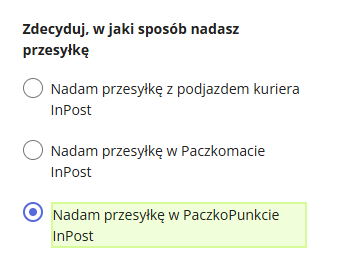 Zdecyduj, w jaki sposób nadasz
przesyłkę
Nadam przesyłkę z podjazdem kuriera
InPost
Nadam przesyłkę w Paczkomacie
InPost
Nadam przesyłkę w PaczkoPunkcie
InPost